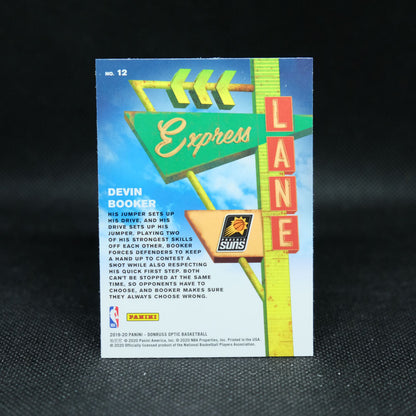 NO. 12
Express
LANE
DEVIN
BOOKER
PHOENIX
SUNS
HIS JUMPER SETS UP
HIS DRIVE, AND HIS
DRIVE SETS UP HIS
JUMPER. PLAYING TWO
OF HIS STRONGEST SKILLS
OFF EACH OTHER, BOOKER
FORCES DEFENDERS TO KEEP
A HAND UP TO CONTEST A
SHOT WHILE ALSO RESPECTING
HIS QUICK FIRST STEP. BOTH
CAN'T BE STOPPED AT THE SAME
TIME, SO OPPONENTS HAVE TO
CHOOSE, AND BOOKER MAKES SURE
THEY ALWAYS CHOOSE WRONG.
NBA
PANINI
2019-20 PANINI - DONRUSS OPTIC BASKETBALL
© 2020 Panini America, Inc. © 2020 NBA Properties, Inc. Printed in the USA.
© 2020 Officially licensed product of the National Basketball Players Association.